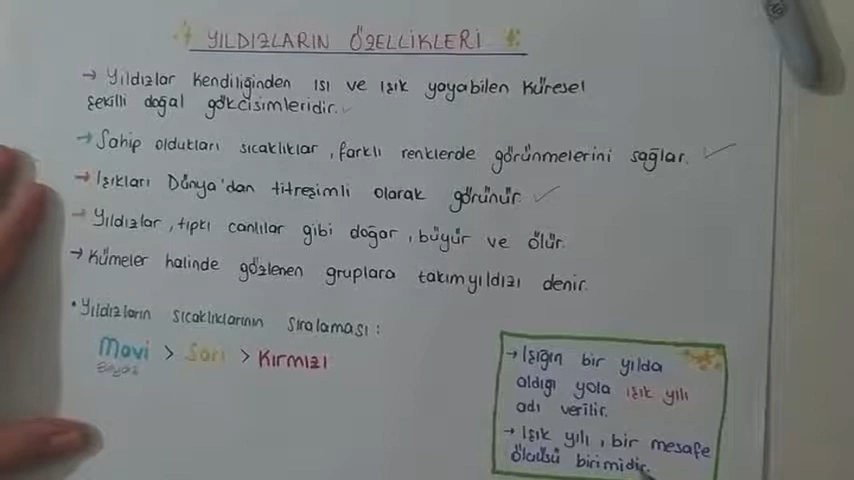 YILDIZLARIN ÖZELLİKLERİ
→ Yıldızlar kendiliğinden ısı ve ışık yayabilen küresel
şekilli doğal gökcisimleridir.
→ Sahip oldukları sıcaklıklar, farklı renklerde görünmelerini sağlar.
→ Işıkları Dünya'dan titreşimli olarak görünür.
→ Yıldızlar, tıpkı canlılar gibi doğar, büyür ve ölür.
→ Kümeler halinde gözlenen gruplara takımyıldızı denir.
• Yıldızların sıcaklıklarının sıralaması:
Mavi > Sarı > Kırmızı
Beyaz
→ Işığın bir yılda
aldığı yola ışık yılı
adı verilir.
→ Işık yılı, bir mesafe
ölçüsü birimidir.